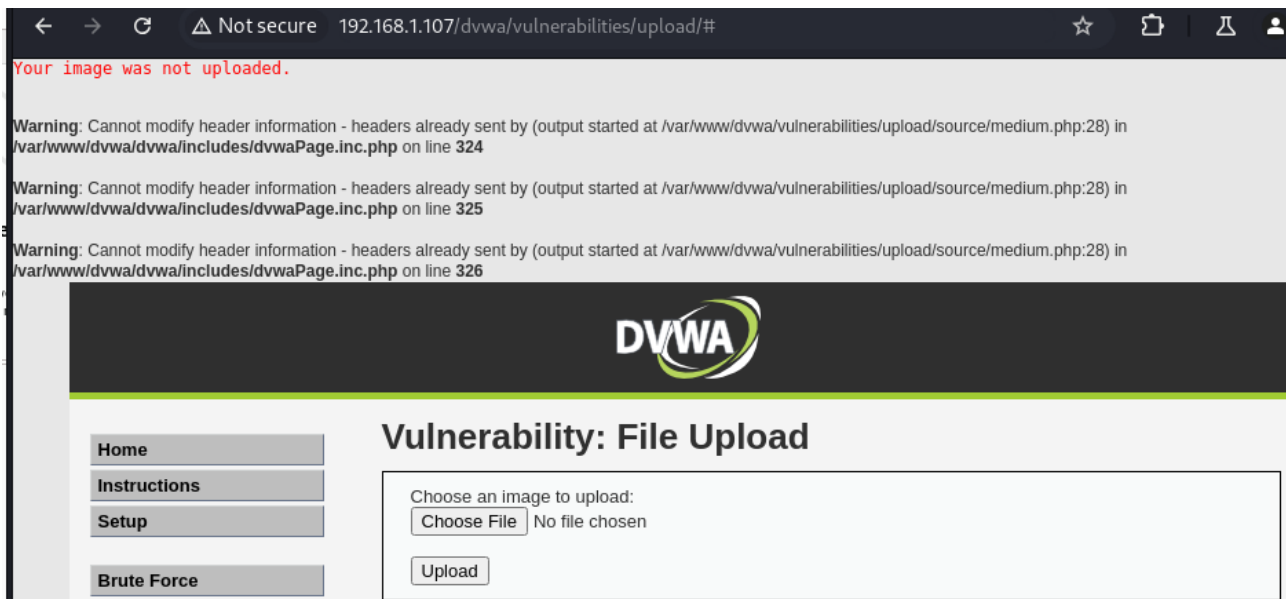 Not secure 192.168.1.107/dvwa/vulnerabilities/upload/#
Your image was not uploaded.
Warning: Cannot modify header information - headers already sent by (output started at /var/www/dvwa/vulnerabilities/upload/source/medium.php:28) in
/var/www/dvwa/dvwa/includes/dvwaPage.inc.php on line 324
Warning: Cannot modify header information - headers already sent by (output started at /var/www/dvwa/vulnerabilities/upload/source/medium.php:28) in
/var/www/dvwa/dvwa/includes/dvwaPage.inc.php on line 325
Warning: Cannot modify header information - headers already sent by (output started at /var/www/dvwa/vulnerabilities/upload/source/medium.php:28) in
/var/www/dvwa/dvwa/includes/dvwaPage.inc.php on line 326
DVWA
Home
Instructions
Setup
Brute Force
Vulnerability: File Upload
Choose an image to upload:
Choose File No file chosen
Upload